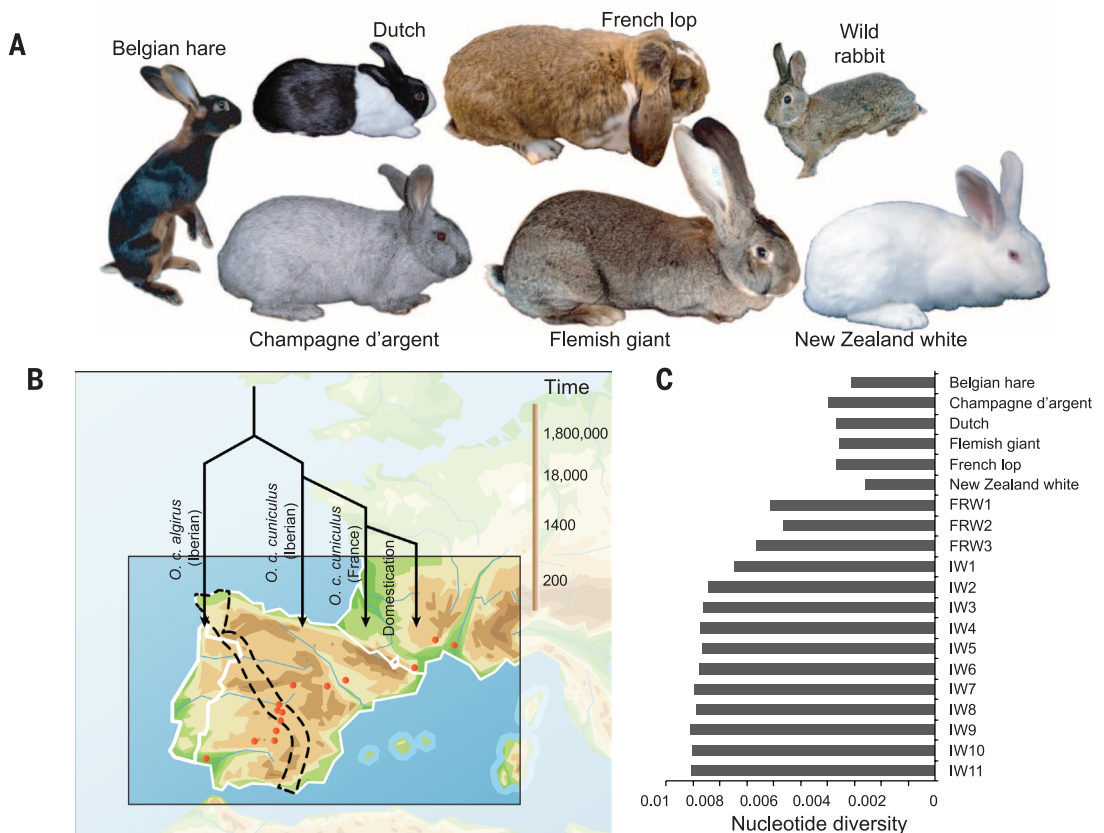 A
Belgian hare
Dutch
French lop
Wild
rabbit
Champagne d'argent
Flemish giant
New Zealand white
B
Time
1,800,000
18,000
1400
200
O. c. algirus
(Iberian)
O. c. cuniculus
(Iberian)
O. c. cuniculus
(France)
Domestication
C
Belgian hare
Champagne d'argent
Dutch
Flemish giant
French lop
New Zealand white
FRW1
FRW2
FRW3
IW1
IW2
IW3
IW4
IW5
IW6
IW7
IW8
IW9
IW10
IW11
0.01
0.008
0.006
0.004
0.002
0
Nucleotide diversity